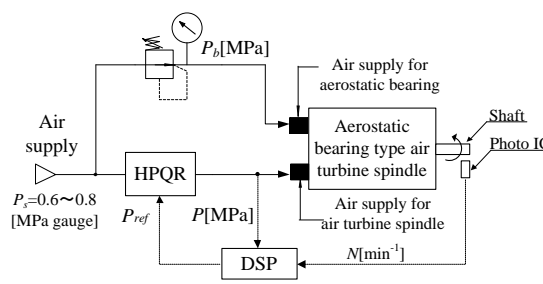 P_b[MPa]
Air supply for
aerostatic bearing
Air
supply
P_s=0.6～0.8
[MPa gauge]
HPQR
P_ref
P[MPa]
Aerostatic
bearing type air
turbine spindle
Shaft
Photo IC
Air supply for
air turbine spindle
DSP
N[min⁻¹]